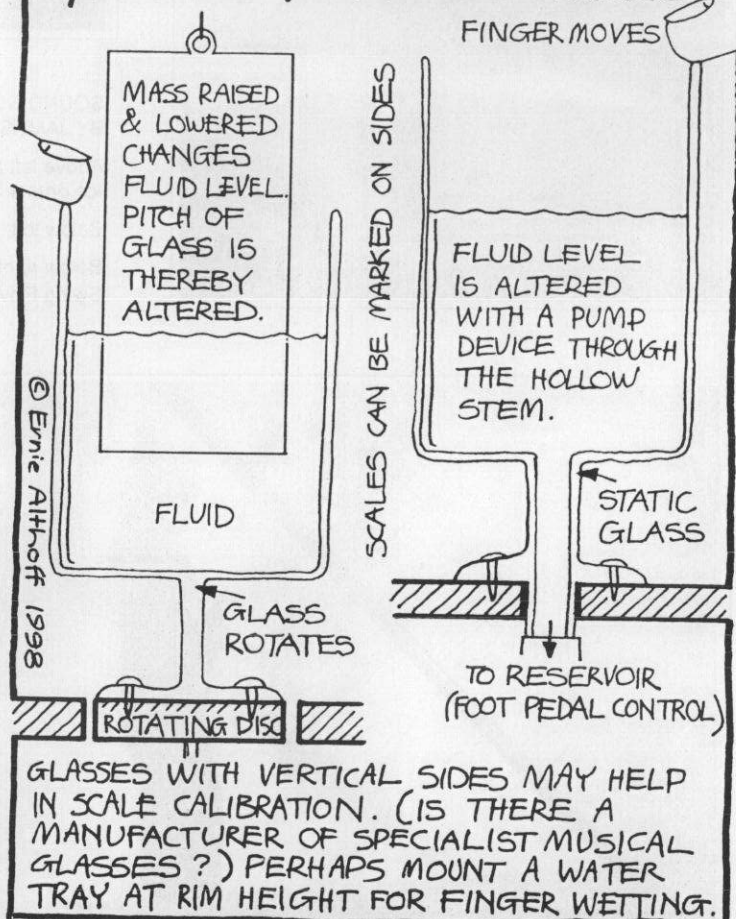 FINGER MOVES
MASS RAISED
& LOWERED
CHANGES
FLUID LEVEL.
PITCH OF
GLASS IS
THEREBY
ALTERED.
FLUID
© Ernie Althoff 1998
GLASS
ROTATES
ROTATING DISC
SCALES CAN BE MARKED ON SIDES
FLUID LEVEL
IS ALTERED
WITH A PUMP
DEVICE THROUGH
THE HOLLOW
STEM.
STATIC
GLASS
TO RESERVOIR
(FOOT PEDAL CONTROL)
GLASSES WITH VERTICAL SIDES MAY HELP
IN SCALE CALIBRATION. (IS THERE A
MANUFACTURER OF SPECIALIST MUSICAL
GLASSES?) PERHAPS MOUNT A WATER
TRAY AT RIM HEIGHT FOR FINGER WETTING.